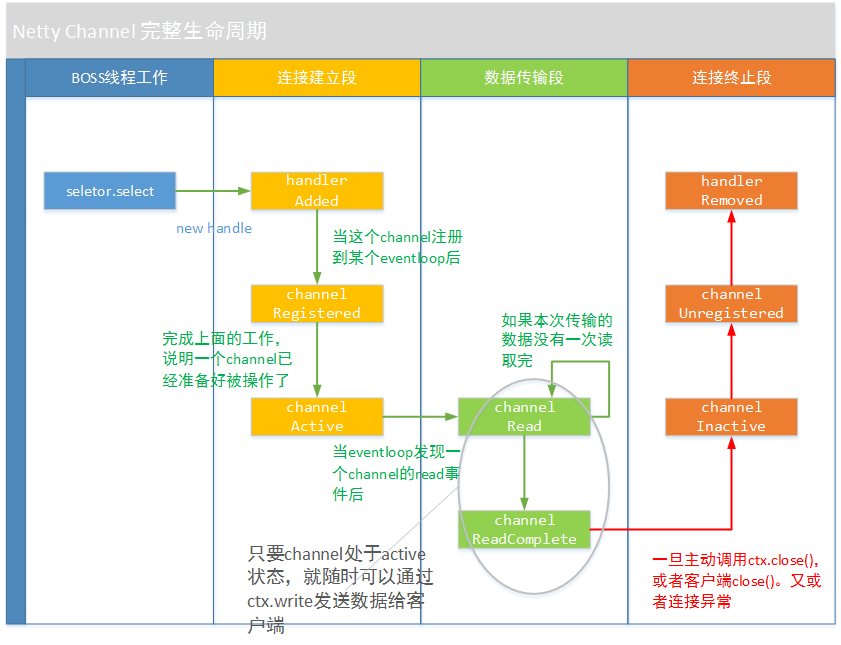 Netty Channel 完整生命周期
BOSS线程工作
连接建立段
数据传输段
连接终止段
seletor.select
new handle
handler
Added
当这个channel注册
到某个eventloop后
channel
Registered
完成上面的工作，
说明一个channel已
经准备好被操作了
channel
Active
当eventloop发现一
个channel的read事
件后
如果本次传输的
数据没有一次读
取完
channel
Read
channel
ReadComplete
只要channel处于active
状态，就随时可以通过
ctx.write发送数据给客
户端
handler
Removed
channel
Unregistered
channel
Inactive
一旦主动调用ctx.close(),
或者客户端close()。又或
者连接异常